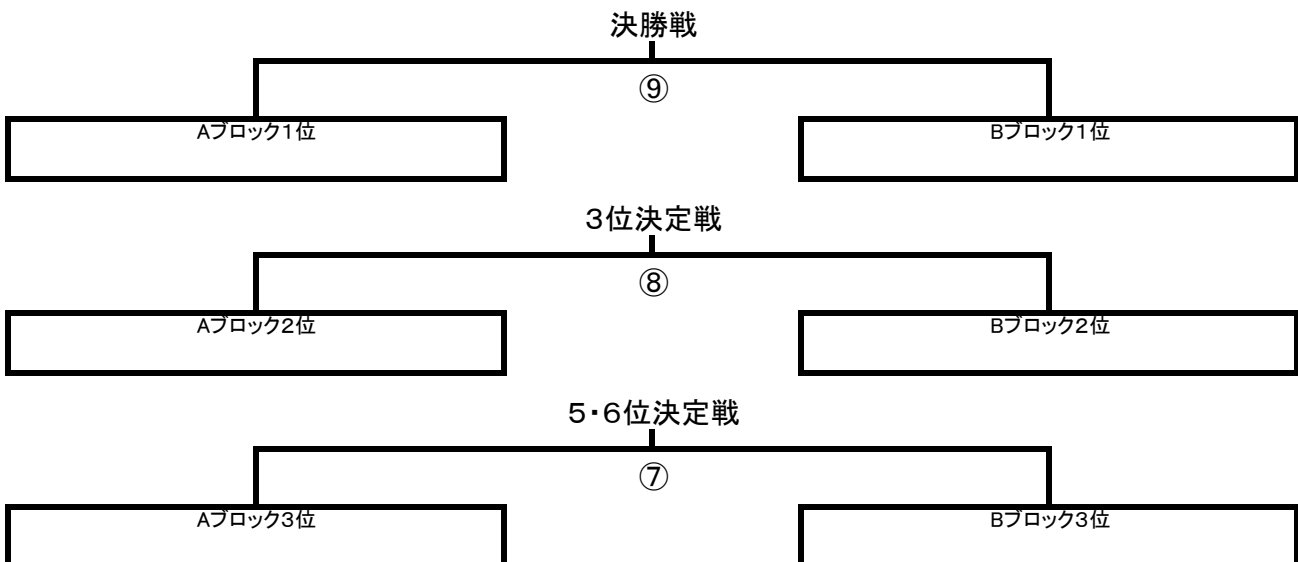 決勝戦
⑨
Aブロック１位
Bブロック１位
３位決定戦
⑧
Aブロック２位
Bブロック２位
５・６位決定戦
⑦
Aブロック３位
Bブロック３位